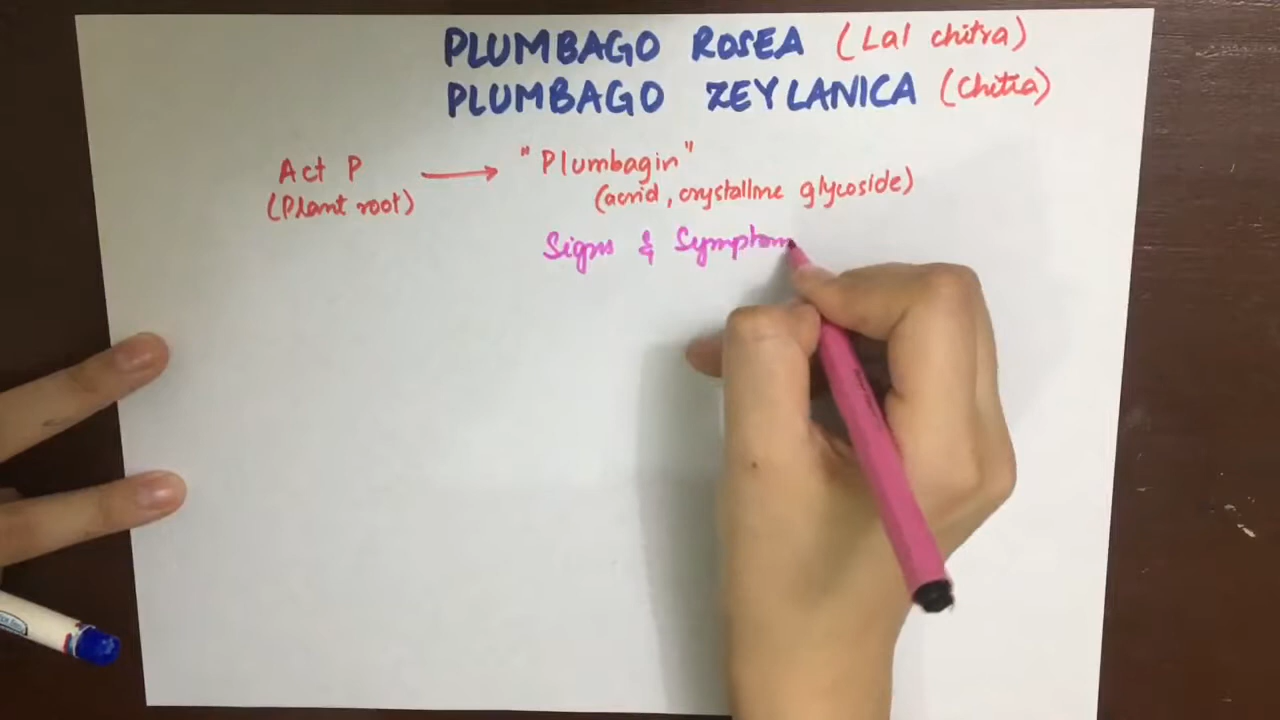 PLUMBAGO ROSEA (Lal chitra)
PLUMBAGO ZEYLANICA (Chitra)
Act P → "Plumbagin"
(Plant root) (acrid, crystalline glycoside)
Signs & Symptom